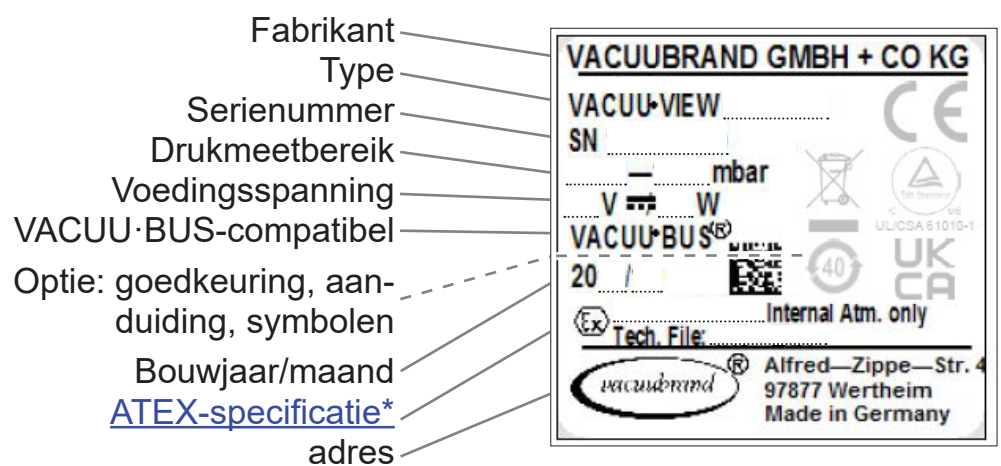 Fabrikant
Type
Serienummer
Drukmeetbereik
Voedingsspanning
VACUU·BUS-compatibel
Optie: goedkeuring, aan-
duiding, symbolen
Bouwjaar/maand
ATEX-specificatie*
adres
VACUUBRAND GMBH + CO KG
VACUU•VIEW
SN
— mbar
V W
VACUU•BUS®
20 /
CE
C US
UL/CSA 61010-1
40
UK
CA
Ex Internal Atm. only
Tech. File:
vacuubrand ®
Alfred—Zippe—Str. 4
97877 Wertheim
Made in Germany